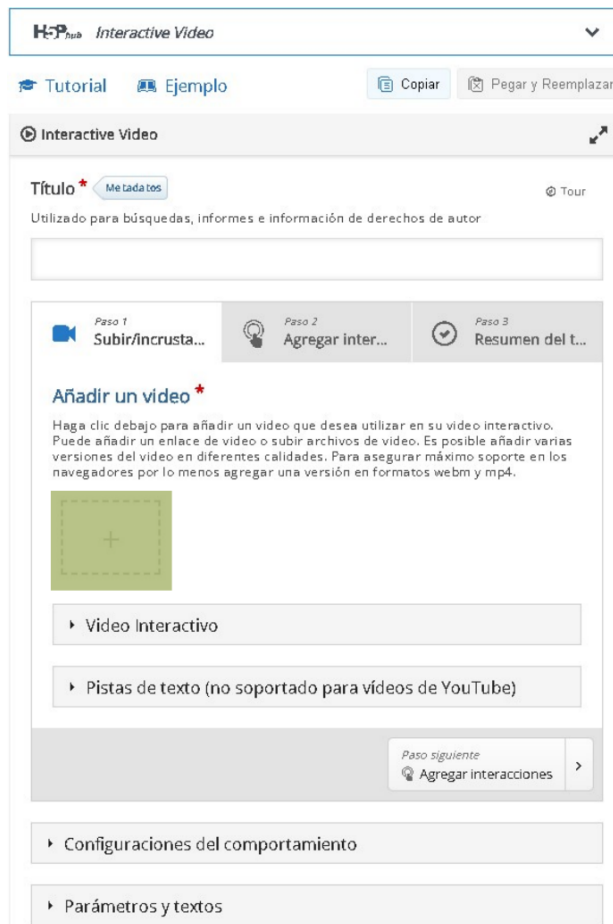 H5Phub Interactive Video
Tutorial Ejemplo Copiar Pegar y Reemplazar
Interactive Video
Título * Metadatos Tour
Utilizado para búsquedas, informes e información de derechos de autor
Paso 1 Paso 2 Paso 3
Subir/incrusta... Agregar inter... Resumen del t...
Añadir un video *
Haga clic debajo para añadir un video que desea utilizar en su video interactivo.
Puede añadir un enlace de video o subir archivos de video. Es posible añadir varias
versiones del video en diferentes calidades. Para asegurar máximo soporte en los
navegadores por lo menos agregar una versión en formatos webm y mp4.
+
Video Interactivo
Pistas de texto (no soportado para vídeos de YouTube)
Paso siguiente
Agregar interacciones
Configuraciones del comportamiento
Parámetros y textos